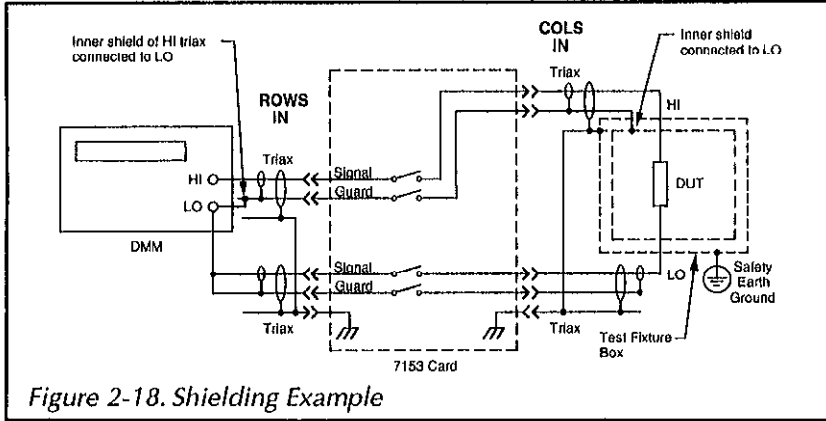 COLS
IN
Inner shield of HI triax
connected to LO
Inner shield
connected to LO
ROWS
IN
Triax
HI
Triax
HI
LO
DMM
Signal
Guard
DUT
Signal
Guard
LO
Safety
Earth
Ground
Triax
Triax
Test Fixture
Box
7153 Card
Figure 2-18. Shielding Example